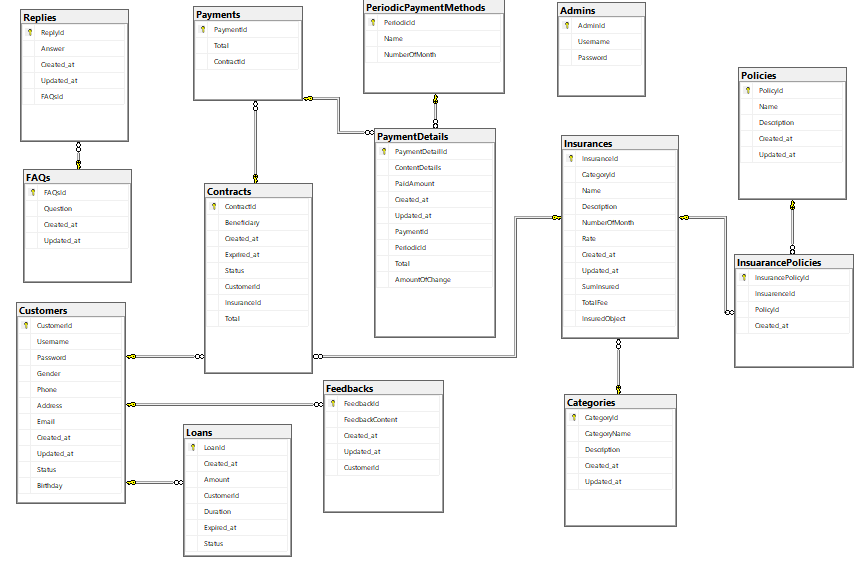 Replies
ReplyId
Answer
Created_at
Updated_at
FAQsId
Payments
PaymentId
Total
ContractId
PeriodicPaymentMethods
PeriodicId
Name
NumberOfMonth
Admins
AdminId
Username
Password
Policies
PolicyId
Name
Description
Created_at
Updated_at
FAQs
FAQsId
Question
Created_at
Updated_at
Contracts
ContractId
Beneficiary
Created_at
Expiired_at
Status
CustomerId
InsuranceId
Total
PaymentDetails
PaymentDetailId
ContentDetails
PaidAmount
Created_at
Updated_at
PaymentId
PeriodicId
Total
AmountOfChange
Insurances
InsuranceId
CategoryId
Name
Description
NumberOfMonth
Rate
Created_at
Updated_at
SumInsured
TotalFee
InsuredObject
InsuarancePolicies
InsurancePolicyId
InsuarenceId
PolicyId
Created_at
Customers
CustomerId
Username
Password
Gender
Phone
Address
Email
Created_at
Updated_at
Status
Birthday
Loans
LoanId
Created_at
Amount
CustomerId
Duration
Expired_at
Status
Feedbacks
FeedbackId
FeedbackContent
Created_at
Updated_at
CustomerId
Categories
CategoryId
CategoryName
Description
Created_at
Updated_at